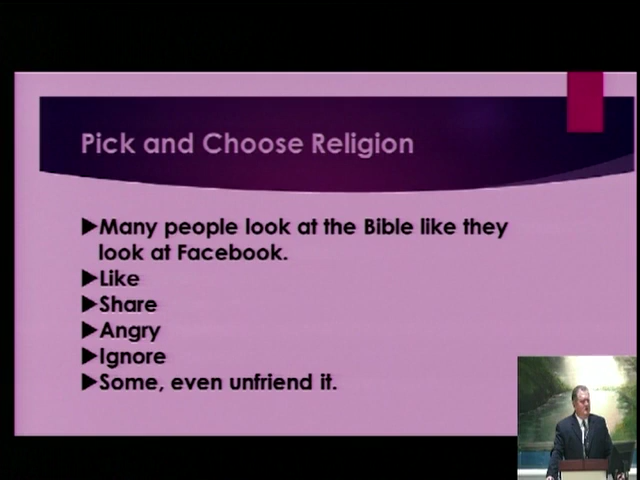 Pick and Choose Religion
▶Many people look at the Bible like they
look at Facebook.
▶Like
▶Share
▶Angry
▶Ignore
▶Some, even unfriend it.